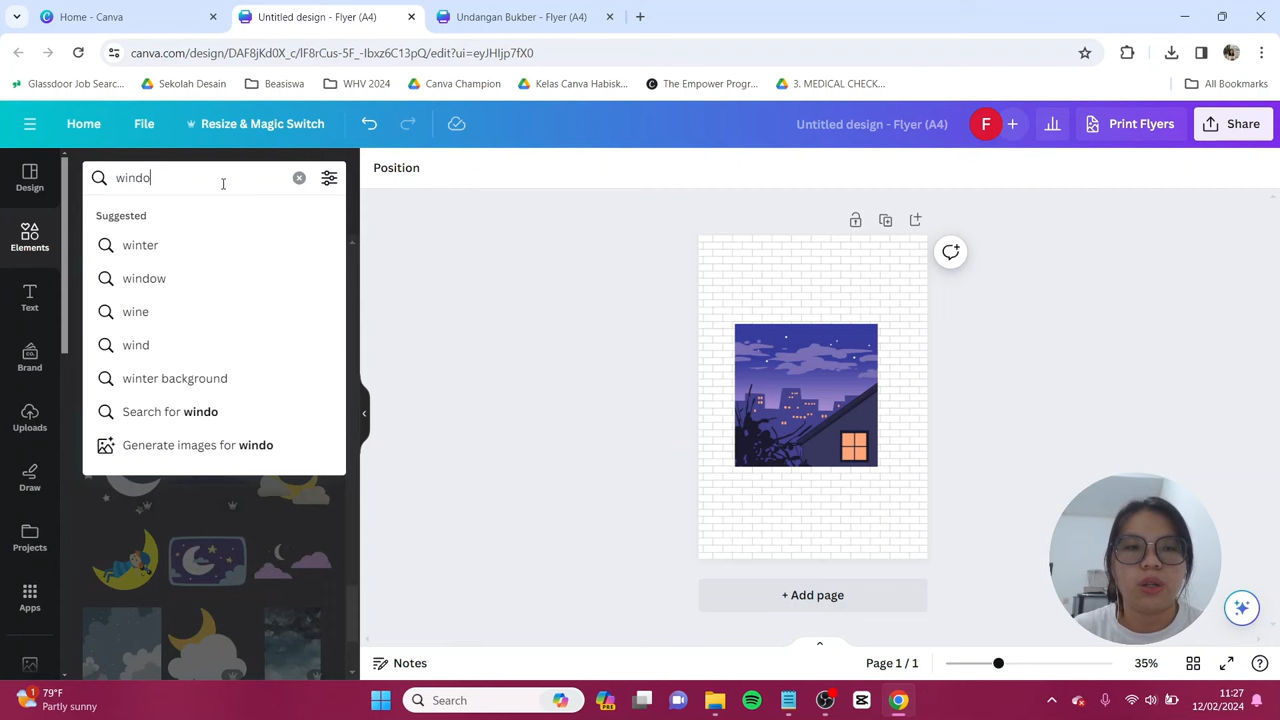 Home - Canva
Untitled design - Flyer (A4)
Undangan Bukber - Flyer (A4)
canva.com/design/DAF8jKd0X_c/lF8rCus-5F_-Ibxz6C13pQ/edit?ui=eyJHIjp7fX0
Glassdoor Job Searc...
Sekolah Desain
Beasiswa
WHV 2024
Canva Champion
Kelas Canva Habisk...
The Empower Progr...
3. MEDICAL CHECK...
All Bookmarks
Home
File
Resize & Magic Switch
Untitled design - Flyer (A4)
F
Print Flyers
Share
Design
Elements
Text
Brand
Uploads
Draw
Projects
Apps
windo
Suggested
winter
window
wine
wind
winter background
Search for windo
Generate images for windo
Position
+ Add page
Notes
Page 1 / 1
35%
1
79°F
Partly sunny
Search
PRE
11:27
12/02/2024